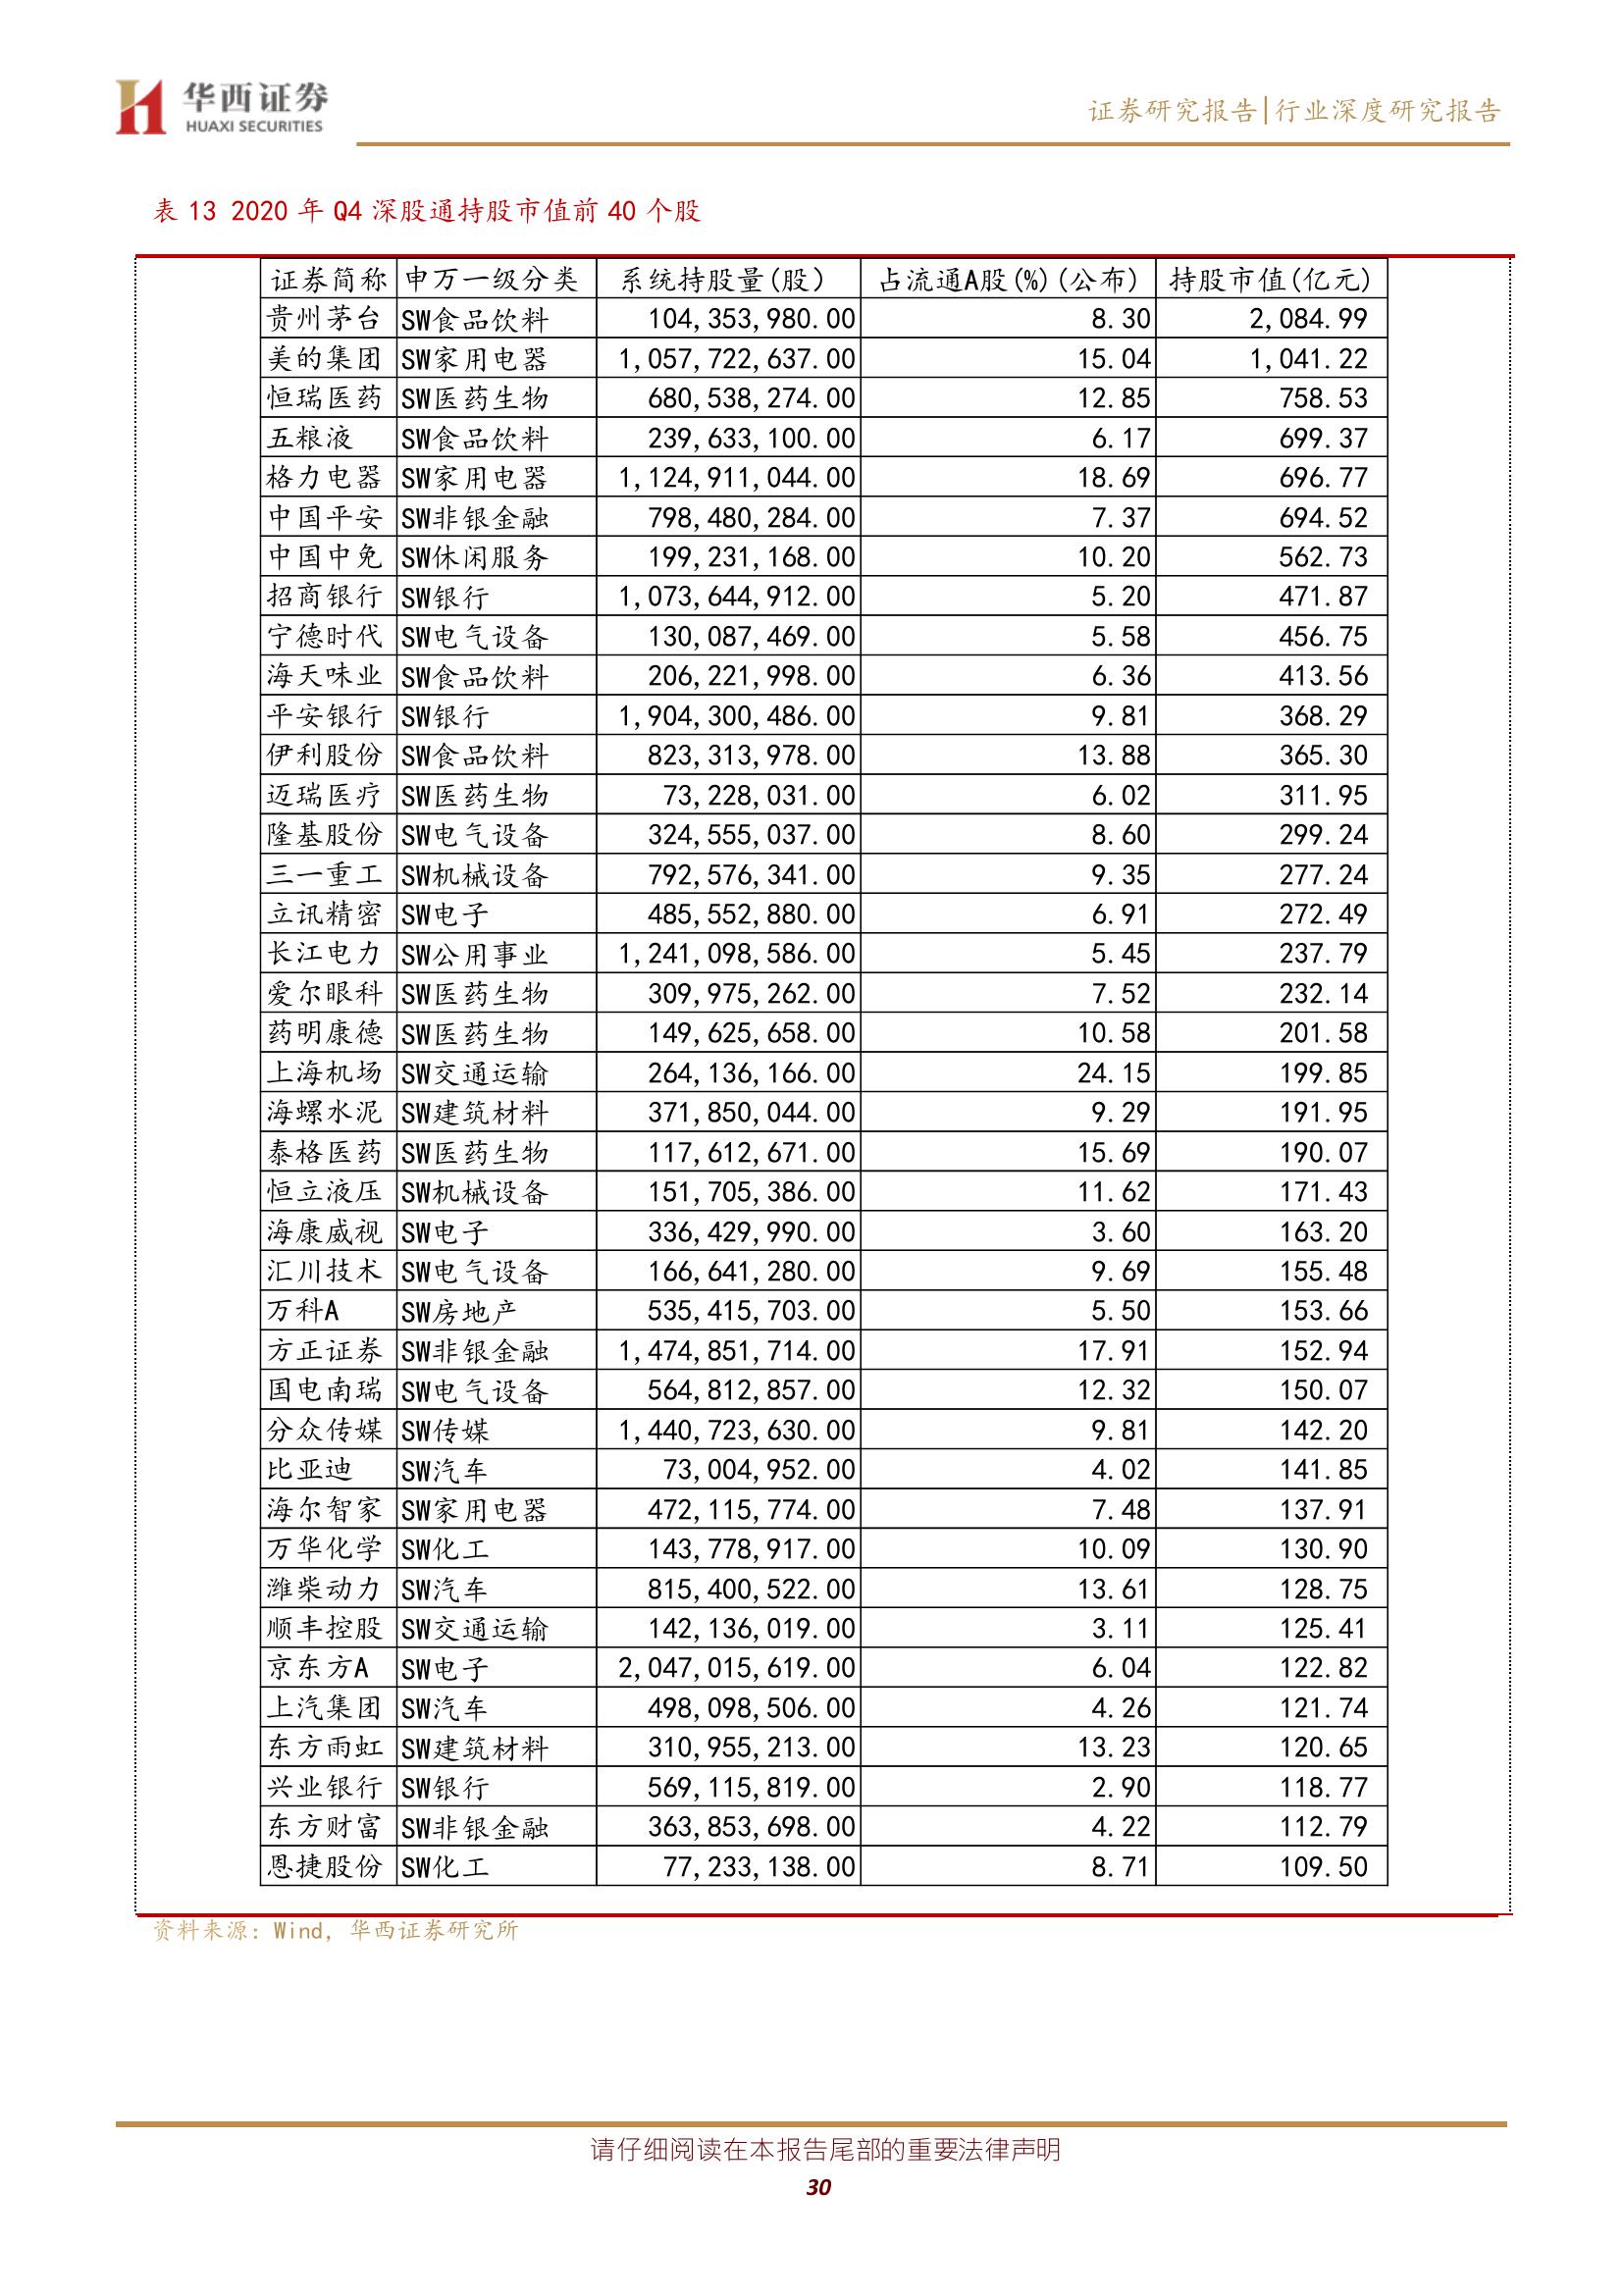 华西证券
HUAXI SECURITIES
证券研究报告|行业深度研究报告
表 13 2020 年 Q4 深股通持股市值前 40 个股
证券简称 申万一级分类 系统持股量(股) 占流通A股(%)(公布) 持股市值(亿元)
贵州茅台 SW食品饮料 104,353,980.00 8.30 2,084.99
美的集团 SW家用电器 1,057,722,637.00 15.04 1,041.22
恒瑞医药 SW医药生物 680,538,274.00 12.85 758.53
五粮液 SW食品饮料 239,633,100.00 6.17 699.37
格力电器 SW家用电器 1,124,911,044.00 18.69 696.77
中国平安 SW非银金融 798,480,284.00 7.37 694.52
中国中免 SW休闲服务 199,231,168.00 10.20 562.73
招商银行 SW银行 1,073,644,912.00 5.20 471.87
宁德时代 SW电气设备 130,087,469.00 5.58 456.75
海天味业 SW食品饮料 206,221,998.00 6.36 413.56
平安银行 SW银行 1,904,300,486.00 9.81 368.29
伊利股份 SW食品饮料 823,313,978.00 13.88 365.30
迈瑞医疗 SW医药生物 73,228,031.00 6.02 311.95
隆基股份 SW电气设备 324,555,037.00 8.60 299.24
三一重工 SW机械设备 792,576,341.00 9.35 277.24
立讯精密 SW电子 485,552,880.00 6.91 272.49
长江电力 SW公用事业 1,241,098,586.00 5.45 237.79
爱尔眼科 SW医药生物 309,975,262.00 7.52 232.14
药明康德 SW医药生物 149,625,658.00 10.58 201.58
上海机场 SW交通运输 264,136,166.00 24.15 199.85
海螺水泥 SW建筑材料 371,850,044.00 9.29 191.95
泰格医药 SW医药生物 117,612,671.00 15.69 190.07
恒立液压 SW机械设备 151,705,386.00 11.62 171.43
海康威视 SW电子 336,429,990.00 3.60 163.20
汇川技术 SW电气设备 166,641,280.00 9.69 155.48
万科A SW房地产 535,415,703.00 5.50 153.66
方正证券 SW非银金融 1,474,851,714.00 17.91 152.94
国电南瑞 SW电气设备 564,812,857.00 12.32 150.07
分众传媒 SW传媒 1,440,723,630.00 9.81 142.20
比亚迪 SW汽车 73,004,952.00 4.02 141.85
海尔智家 SW家用电器 472,115,774.00 7.48 137.91
万华化学 SW化工 143,778,917.00 10.09 130.90
潍柴动力 SW汽车 815,400,522.00 13.61 128.75
顺丰控股 SW交通运输 142,136,019.00 3.11 125.41
京东方A SW电子 2,047,015,619.00 6.04 122.82
上汽集团 SW汽车 498,098,506.00 4.26 121.74
东方雨虹 SW建筑材料 310,955,213.00 13.23 120.65
兴业银行 SW银行 569,115,819.00 2.90 118.77
东方财富 SW非银金融 363,853,698.00 4.22 112.79
恩捷股份 SW化工 77,233,138.00 8.71 109.50
资料来源：Wind, 华西证券研究所
请仔细阅读在本报告尾部的重要法律声明
30